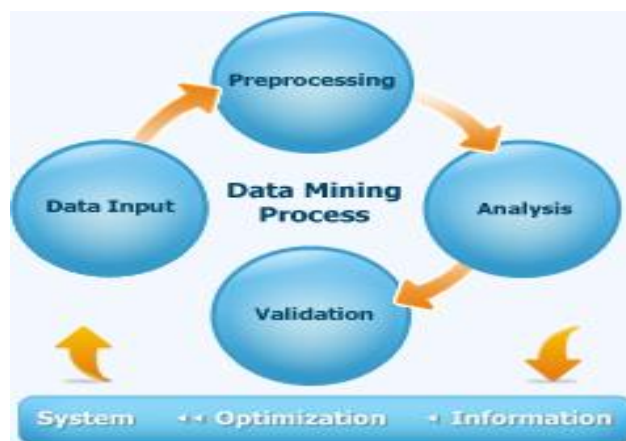 Preprocessing
Data Input
Data Mining
Process
Analysis
Validation
System ◂◂ Optimization ◂ Information